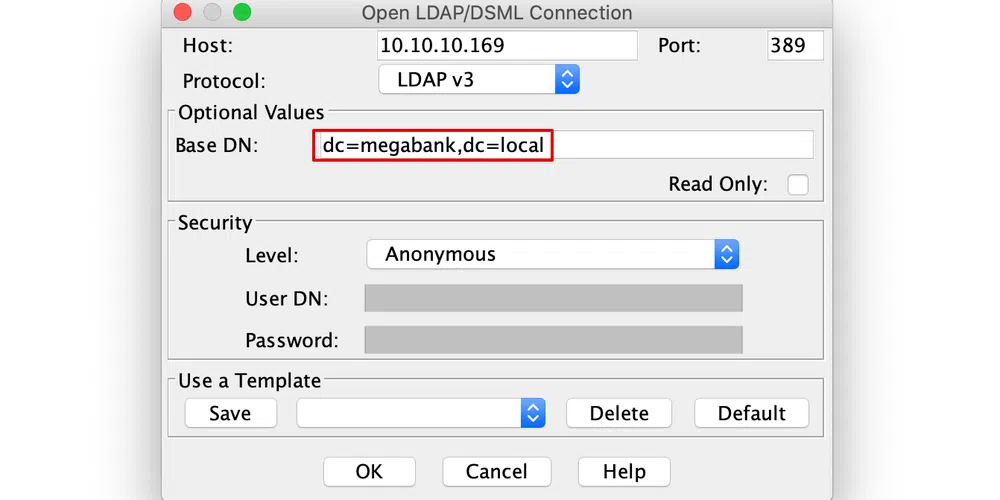 Open LDAP/DSML Connection
Host: 10.10.10.169 Port: 389
Protocol: LDAP v3
Optional Values
Base DN: dc=megabank,dc=local
Read Only:
Security
Level: Anonymous
User DN:
Password:
Use a Template
Save Delete Default
OK Cancel Help